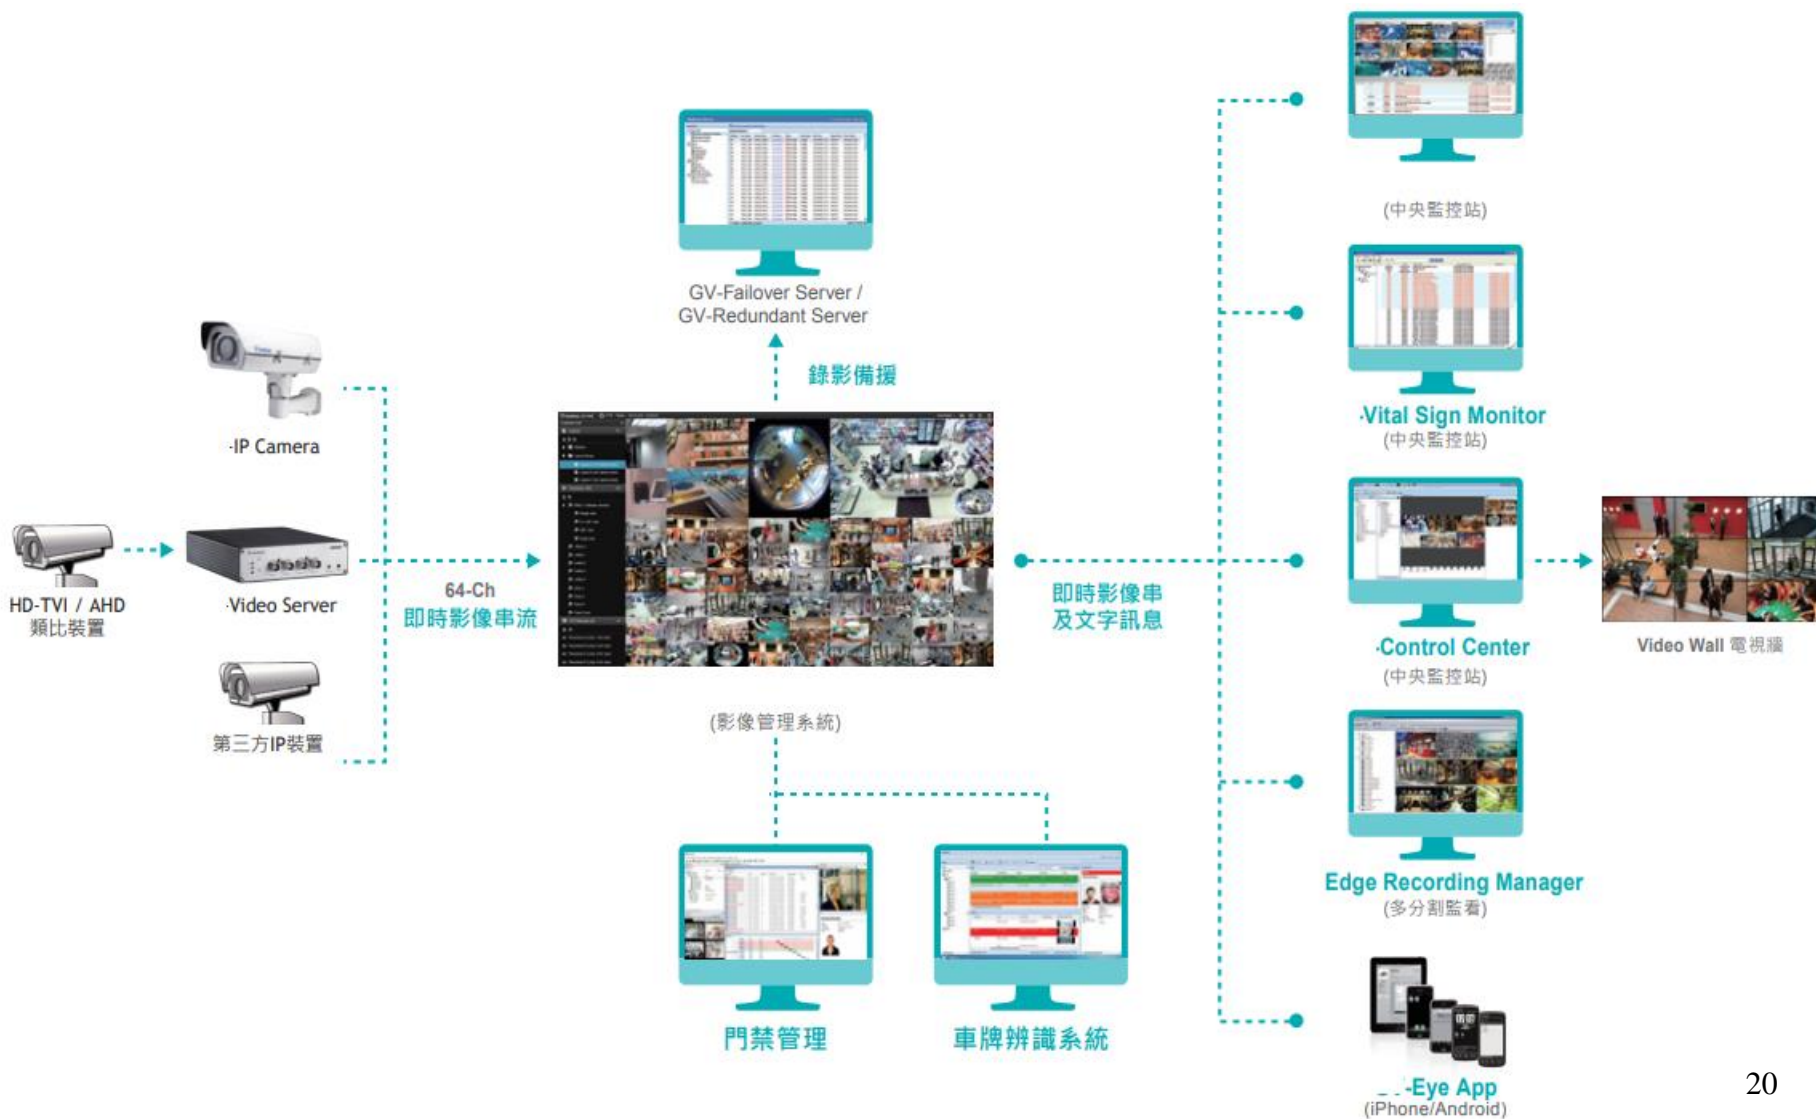 GV-Failover Server /
GV-Redundant Server
錄影備援
-IP Camera
HD-TVI / AHD
類比裝置
-Video Server
第三方IP裝置
64-Ch
即時影像串流
(影像管理系統)
門禁管理
車牌辨識系統
即時影像串
及文字訊息
(中央監控站)
-Vital Sign Monitor
(中央監控站)
-Control Center
(中央監控站)
Video Wall 電視牆
Edge Recording Manager
(多分割監看)
-Eye App
(iPhone/Android)
20